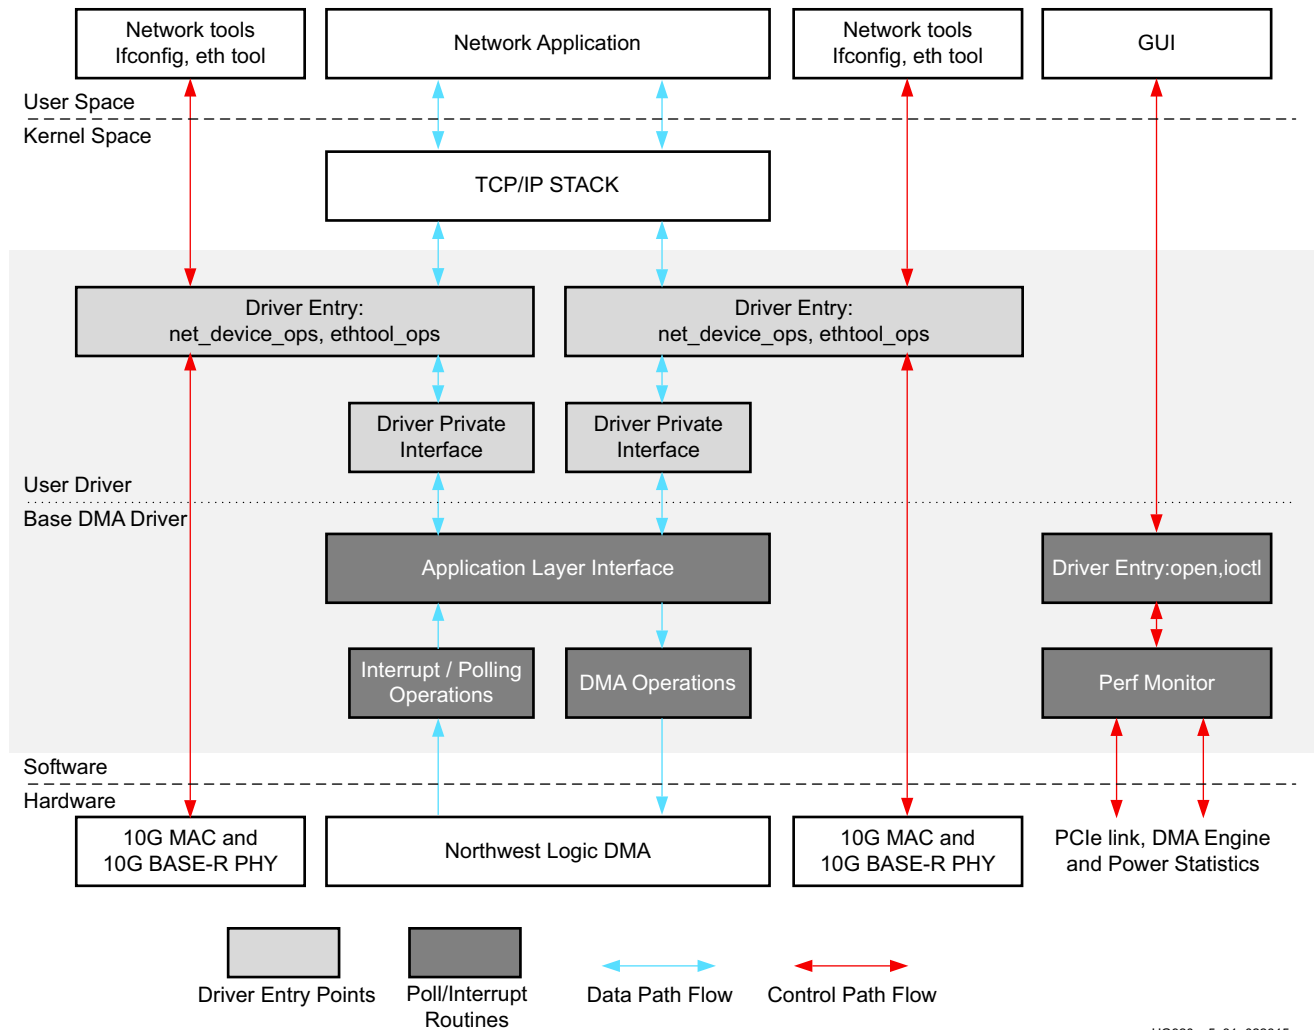 Network tools
Ifconfig, eth tool
Network Application
Network tools
Ifconfig, eth tool
GUI
User Space
Kernel Space
TCP/IP STACK
Driver Entry:
net_device_ops, ethtool_ops
Driver Entry:
net_device_ops, ethtool_ops
Driver Private
Interface
Driver Private
Interface
User Driver
Base DMA Driver
Application Layer Interface
Driver Entry:open,ioctl
Interrupt / Polling
Operations
DMA Operations
Perf Monitor
Software
Hardware
10G MAC and
10G BASE-R PHY
Northwest Logic DMA
10G MAC and
10G BASE-R PHY
PCIe link, DMA Engine
and Power Statistics
Driver Entry Points
Poll/Interrupt
Routines
Data Path Flow
Control Path Flow